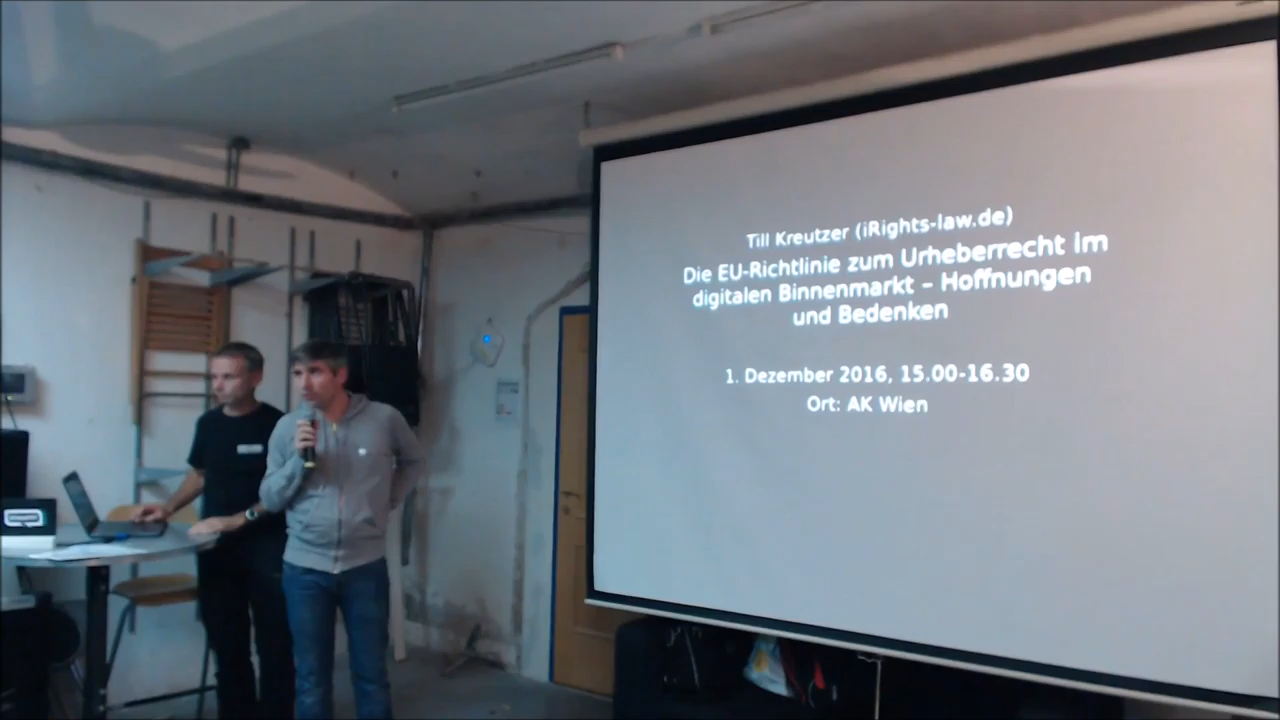 Till Kreutzer (iRights-law.de)
Die EU-Richtlinie zum Urheberrecht im
digitalen Binnenmarkt – Hoffnungen
und Bedenken
1. Dezember 2016, 15.00-16.30
Ort: AK Wien